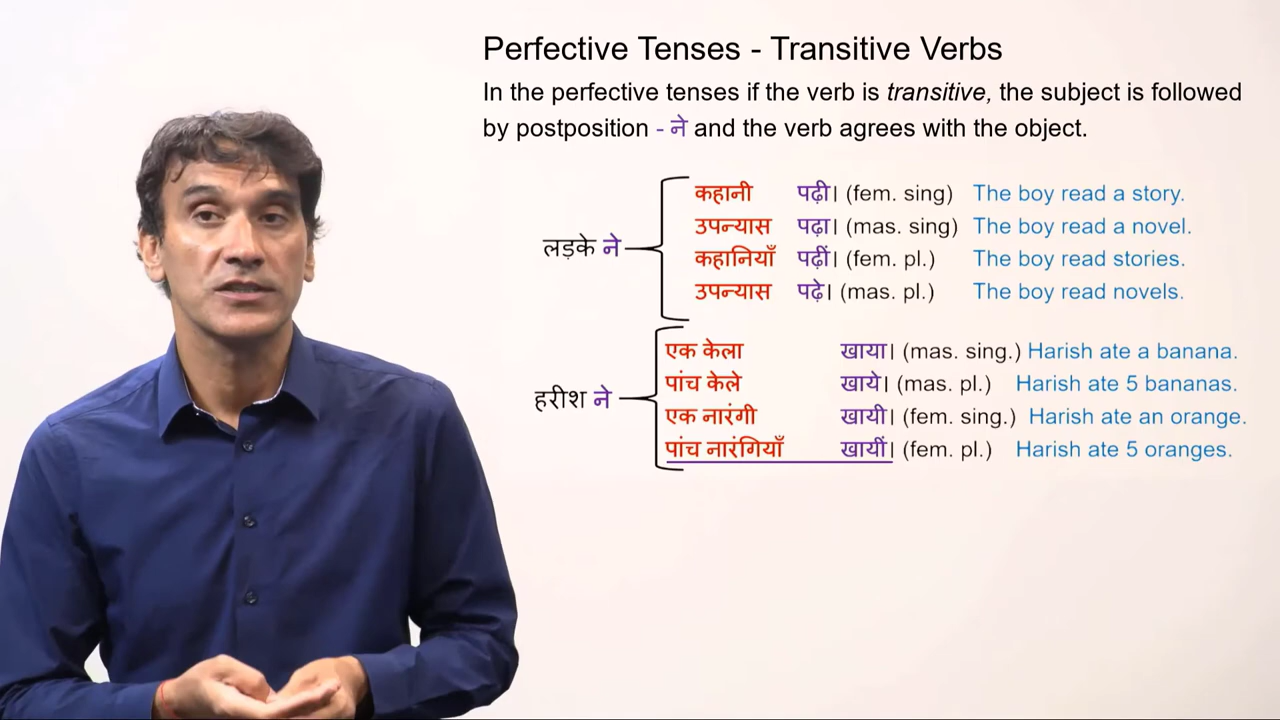 Perfective Tenses - Transitive Verbs
In the perfective tenses if the verb is transitive, the subject is followed
by postposition - ने and the verb agrees with the object.
कहानी पढ़ी। (fem. sing) The boy read a story.
उपन्यास पढ़ा। (mas. sing) The boy read a novel.
लड़के ने
कहानियाँ पढ़ीं। (fem. pl.) The boy read stories.
उपन्यास पढ़े। (mas. pl.) The boy read novels.
एक केला खाया। (mas. sing.) Harish ate a banana.
पांच केले खाये। (mas. pl.) Harish ate 5 bananas.
हरीश ने
एक नारंगी खायी। (fem. sing.) Harish ate an orange.
पांच नारंगियाँ खायीं। (fem. pl.) Harish ate 5 oranges.